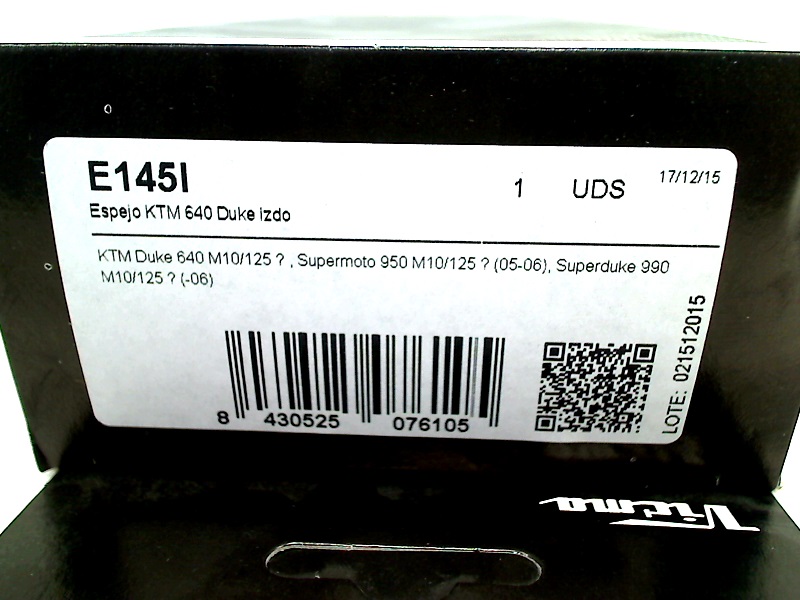 E145I
1 UDS 17/12/15
Espejo KTM 640 Duke izdo
KTM Duke 640 M10/125 ? , Supermoto 950 M10/125 ? (05-06), Superduke 990
M10/125 ? (-06)
8 430525 076105
LOTE: 021512015
Vicma